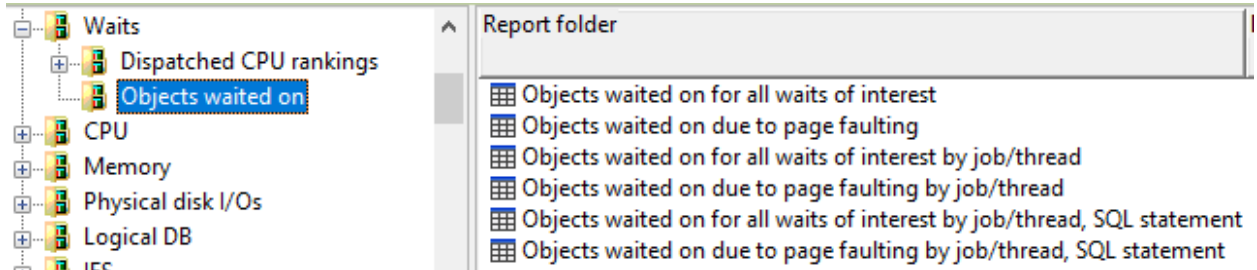 Waits
Dispatched CPU rankings
Objects waited on
CPU
Memory
Physical disk I/Os
Logical DB
IFS
Report folder
Objects waited on for all waits of interest
Objects waited on due to page faulting
Objects waited on for all waits of interest by job/thread
Objects waited on due to page faulting by job/thread
Objects waited on for all waits of interest by job/thread, SQL statement
Objects waited on due to page faulting by job/thread, SQL statement